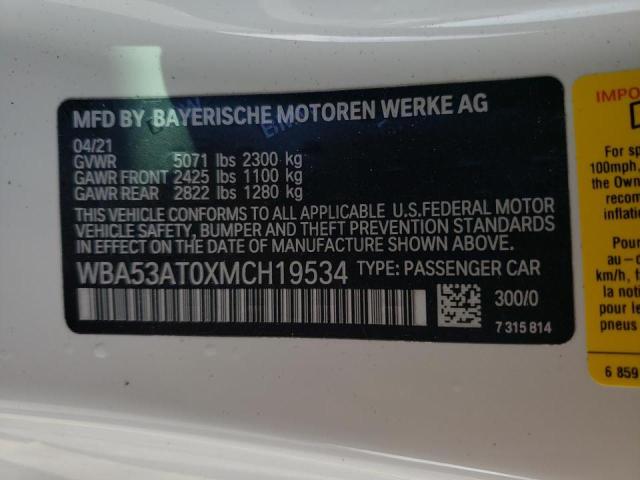 MFD BY BAYERISCHE MOTOREN WERKE AG
04/21
GVWR 5071 lbs 2300 kg
GAWR FRONT 2425 lbs 1100 kg
GAWR REAR 2822 lbs 1280 kg
THIS VEHICLE CONFORMS TO ALL APPLICABLE U.S.FEDERAL MOTOR
VEHICLE SAFETY, BUMPER AND THEFT PREVENTION STANDARDS
IN EFFECT ON THE DATE OF MANUFACTURE SHOWN ABOVE.
WBA53AT0XMCH19534 TYPE: PASSENGER CAR
300/0
7 315 814
IMPO
For sp
100mph,
the Own
recom
inflati
Pour
au - d
km/h, t
la noti
pour le
pne
6 859